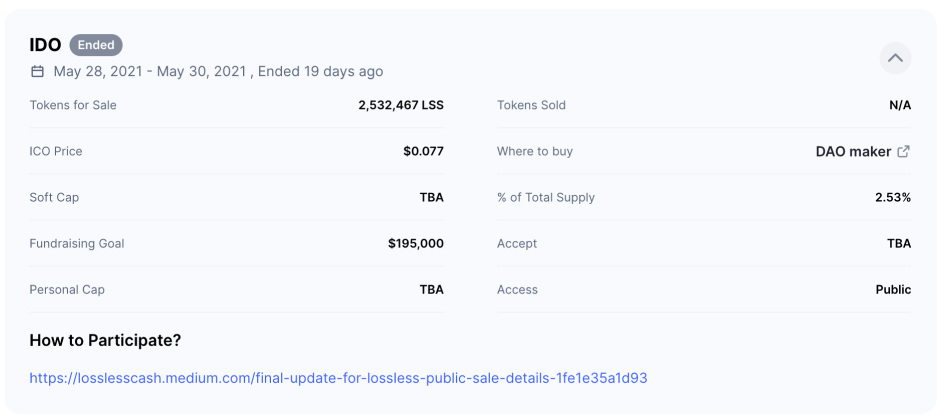 IDO Ended
May 28, 2021 - May 30, 2021 , Ended 19 days ago
Tokens for Sale 2,532,467 LSS
Tokens Sold N/A
ICO Price $0.077
Where to buy DAO maker
Soft Cap TBA
% of Total Supply 2.53%
Fundraising Goal $195,000
Accept TBA
Personal Cap TBA
Access Public
How to Participate?
https://losslesscash.medium.com/final-update-for-lossless-public-sale-details-1fe1e35a1d93